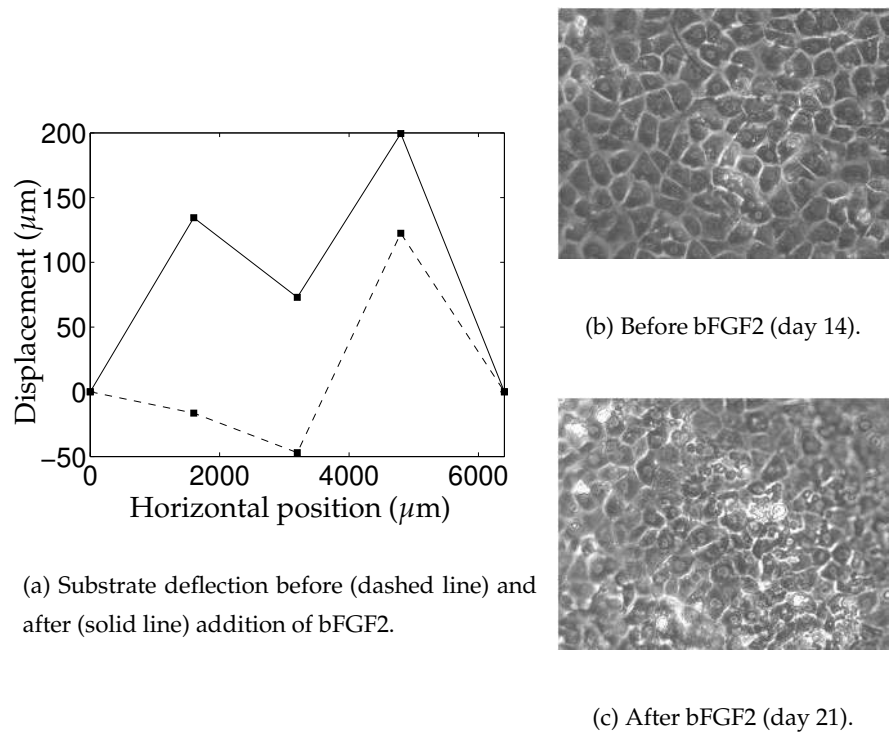 200
150
100
50
0
−50
0
2000
4000
6000
Displacement (μm)
Horizontal position (μm)
(a) Substrate deflection before (dashed line) and
after (solid line) addition of bFGF2.
(b) Before bFGF2 (day 14).
(c) After bFGF2 (day 21).